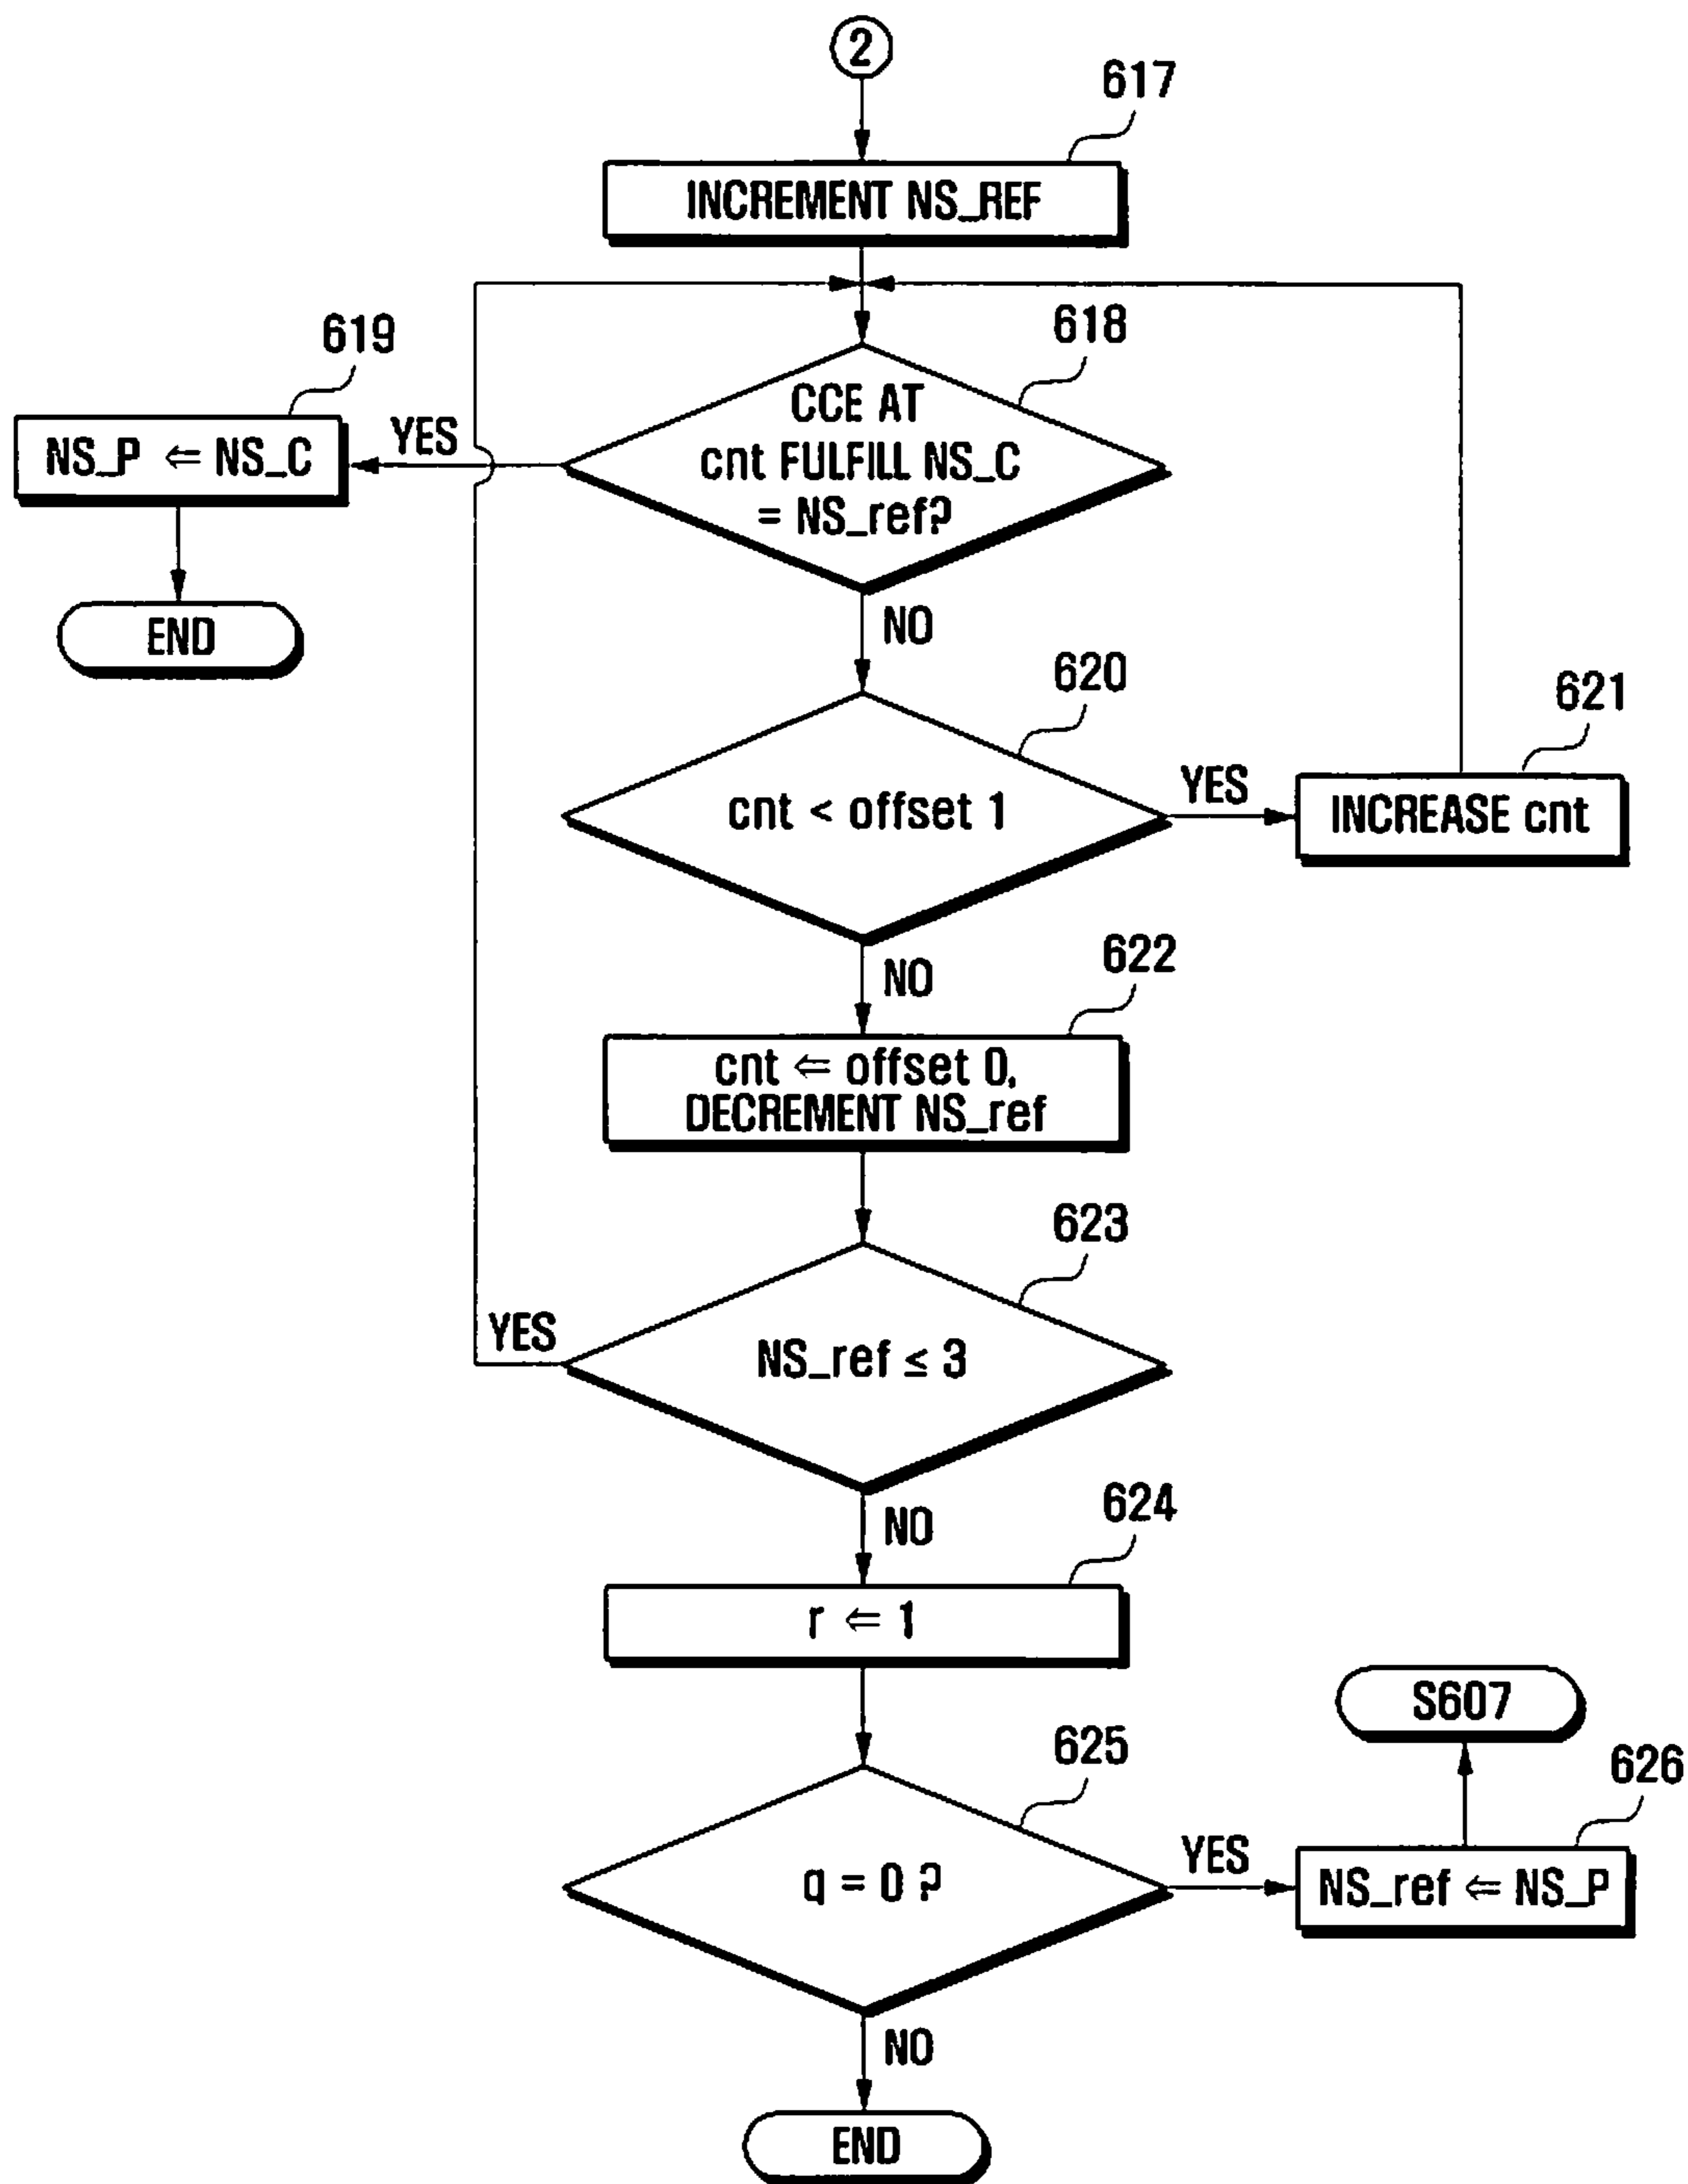 2
617
INCREMENT NS_REF
618
619
CCE AT
cnt FULFILL NS_C
= NS_ref?
YES
NS_P ⇐ NS_C
END
NO
620
621
cnt < offset 1
YES
INCREASE cnt
NO
622
cnt ⇐ offset 0,
DECREMENT NS_ref
623
YES
NS_ref ≤ 3
NO
624
r ⇐ 1
S607
625
626
q = 0 ?
YES
NS_ref ⇐ NS_P
NO
END